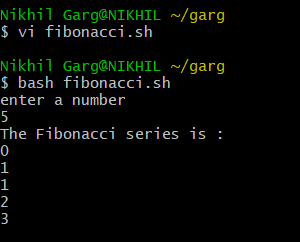 Nikhil Garg@NIKHIL ~/garg
$ vi fibonacci.sh
Nikhil Garg@NIKHIL ~/garg
$ bash fibonacci.sh
enter a number
5
The Fibonacci series is :
0
1
1
2
3